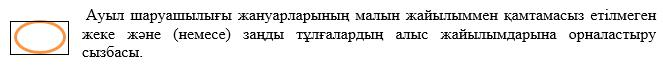 Ауыл шаруашылығы жануарларының малын жайылыммен қамтамасыз етілмеген
жеке және (немесе) заңды тұлғалардың алыс жайылымдарына орналастыру
сызбасы.